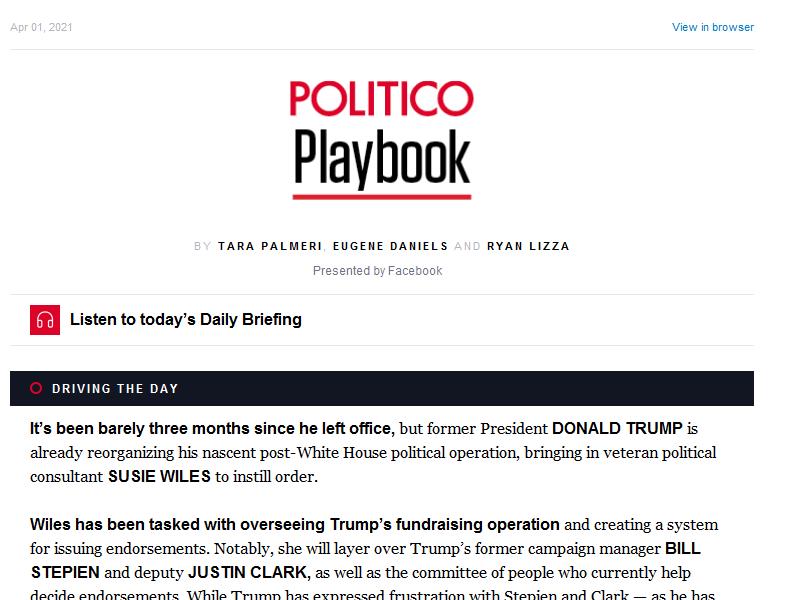 Apr 01, 2021
View in browser
POLITICO
Playbook
BY TARA PALMERI, EUGENE DANIELS AND RYAN LIZZA
Presented by Facebook
Listen to today’s Daily Briefing
DRIVING THE DAY
It’s been barely three months since he left office, but former President DONALD TRUMP is
already reorganizing his nascent post-White House political operation, bringing in veteran political
consultant SUSIE WILES to instill order.
Wiles has been tasked with overseeing Trump’s fundraising operation and creating a system
for issuing endorsements. Notably, she will layer over Trump’s former campaign manager BILL
STEPIEN and deputy JUSTIN CLARK, as well as the committee of people who currently help
decide endorsements. While Trump has expressed frustration with Stepien and Clark — as he has